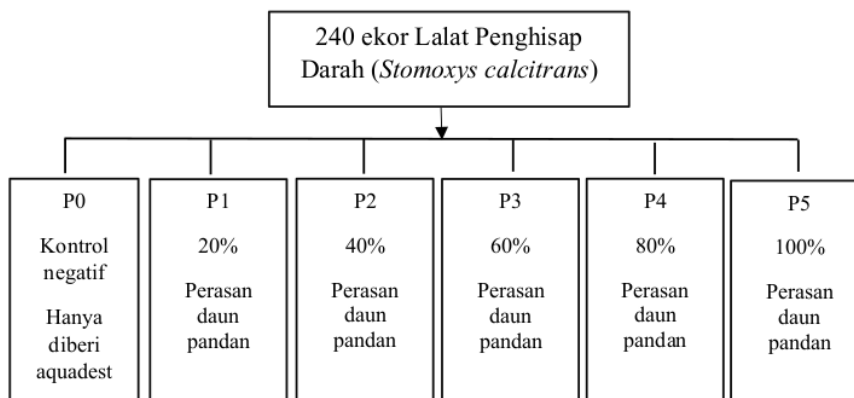 240 ekor Lalat Penghisap
Darah (Stomoxys calcitrans)
P0
Kontrol
negatif
Hanya
diberi
aquadest
P1
20%
Perasan
daun
pandan
P2
40%
Perasan
daun
pandan
P3
60%
Perasan
daun
pandan
P4
80%
Perasan
daun
pandan
P5
100%
Perasan
daun
pandan